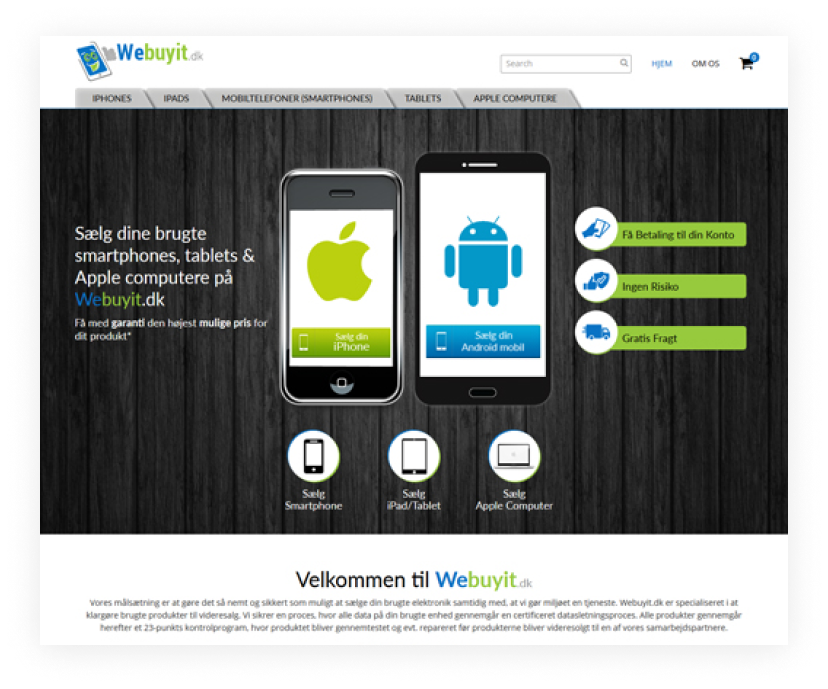 Webuyit.dk
Search
HJEM
OM OS
0
IPHONES
IPADS
MOBILTELEFONER (SMARTPHONES)
TABLETS
APPLE COMPUTERE
Sælg dine brugte
smartphones, tablets &
Apple computere på
Webuyit.dk
Få med garanti den højest mulige pris for
dit produkt*
Sælg din
iPhone
Sælg din
Android mobil
Få Betaling til din Konto
Ingen Risiko
Gratis Fragt
Sælg
Smartphone
Sælg
iPad/Tablet
Sælg
Apple Computer
Velkommen til Webuyit.dk
Vores målsætning er at gøre det så nemt og sikkert som muligt at sælge din brugte elektronik samtidig med, at vi gør miljøet en tjeneste. Webuyit.dk er specialiseret i at
klargøre brugte produkter til videresalg. Vi sikrer en proces, hvor alle data på din brugte enhed gennemgår en certificeret datasletningsproces. Alle produkter gennemgår
herefter et 23-punkts kontrolprogram, hvor produktet bliver gennemtestet og evt. repareret før produkterne bliver videresolgt til en af vores samarbejdspartnere.